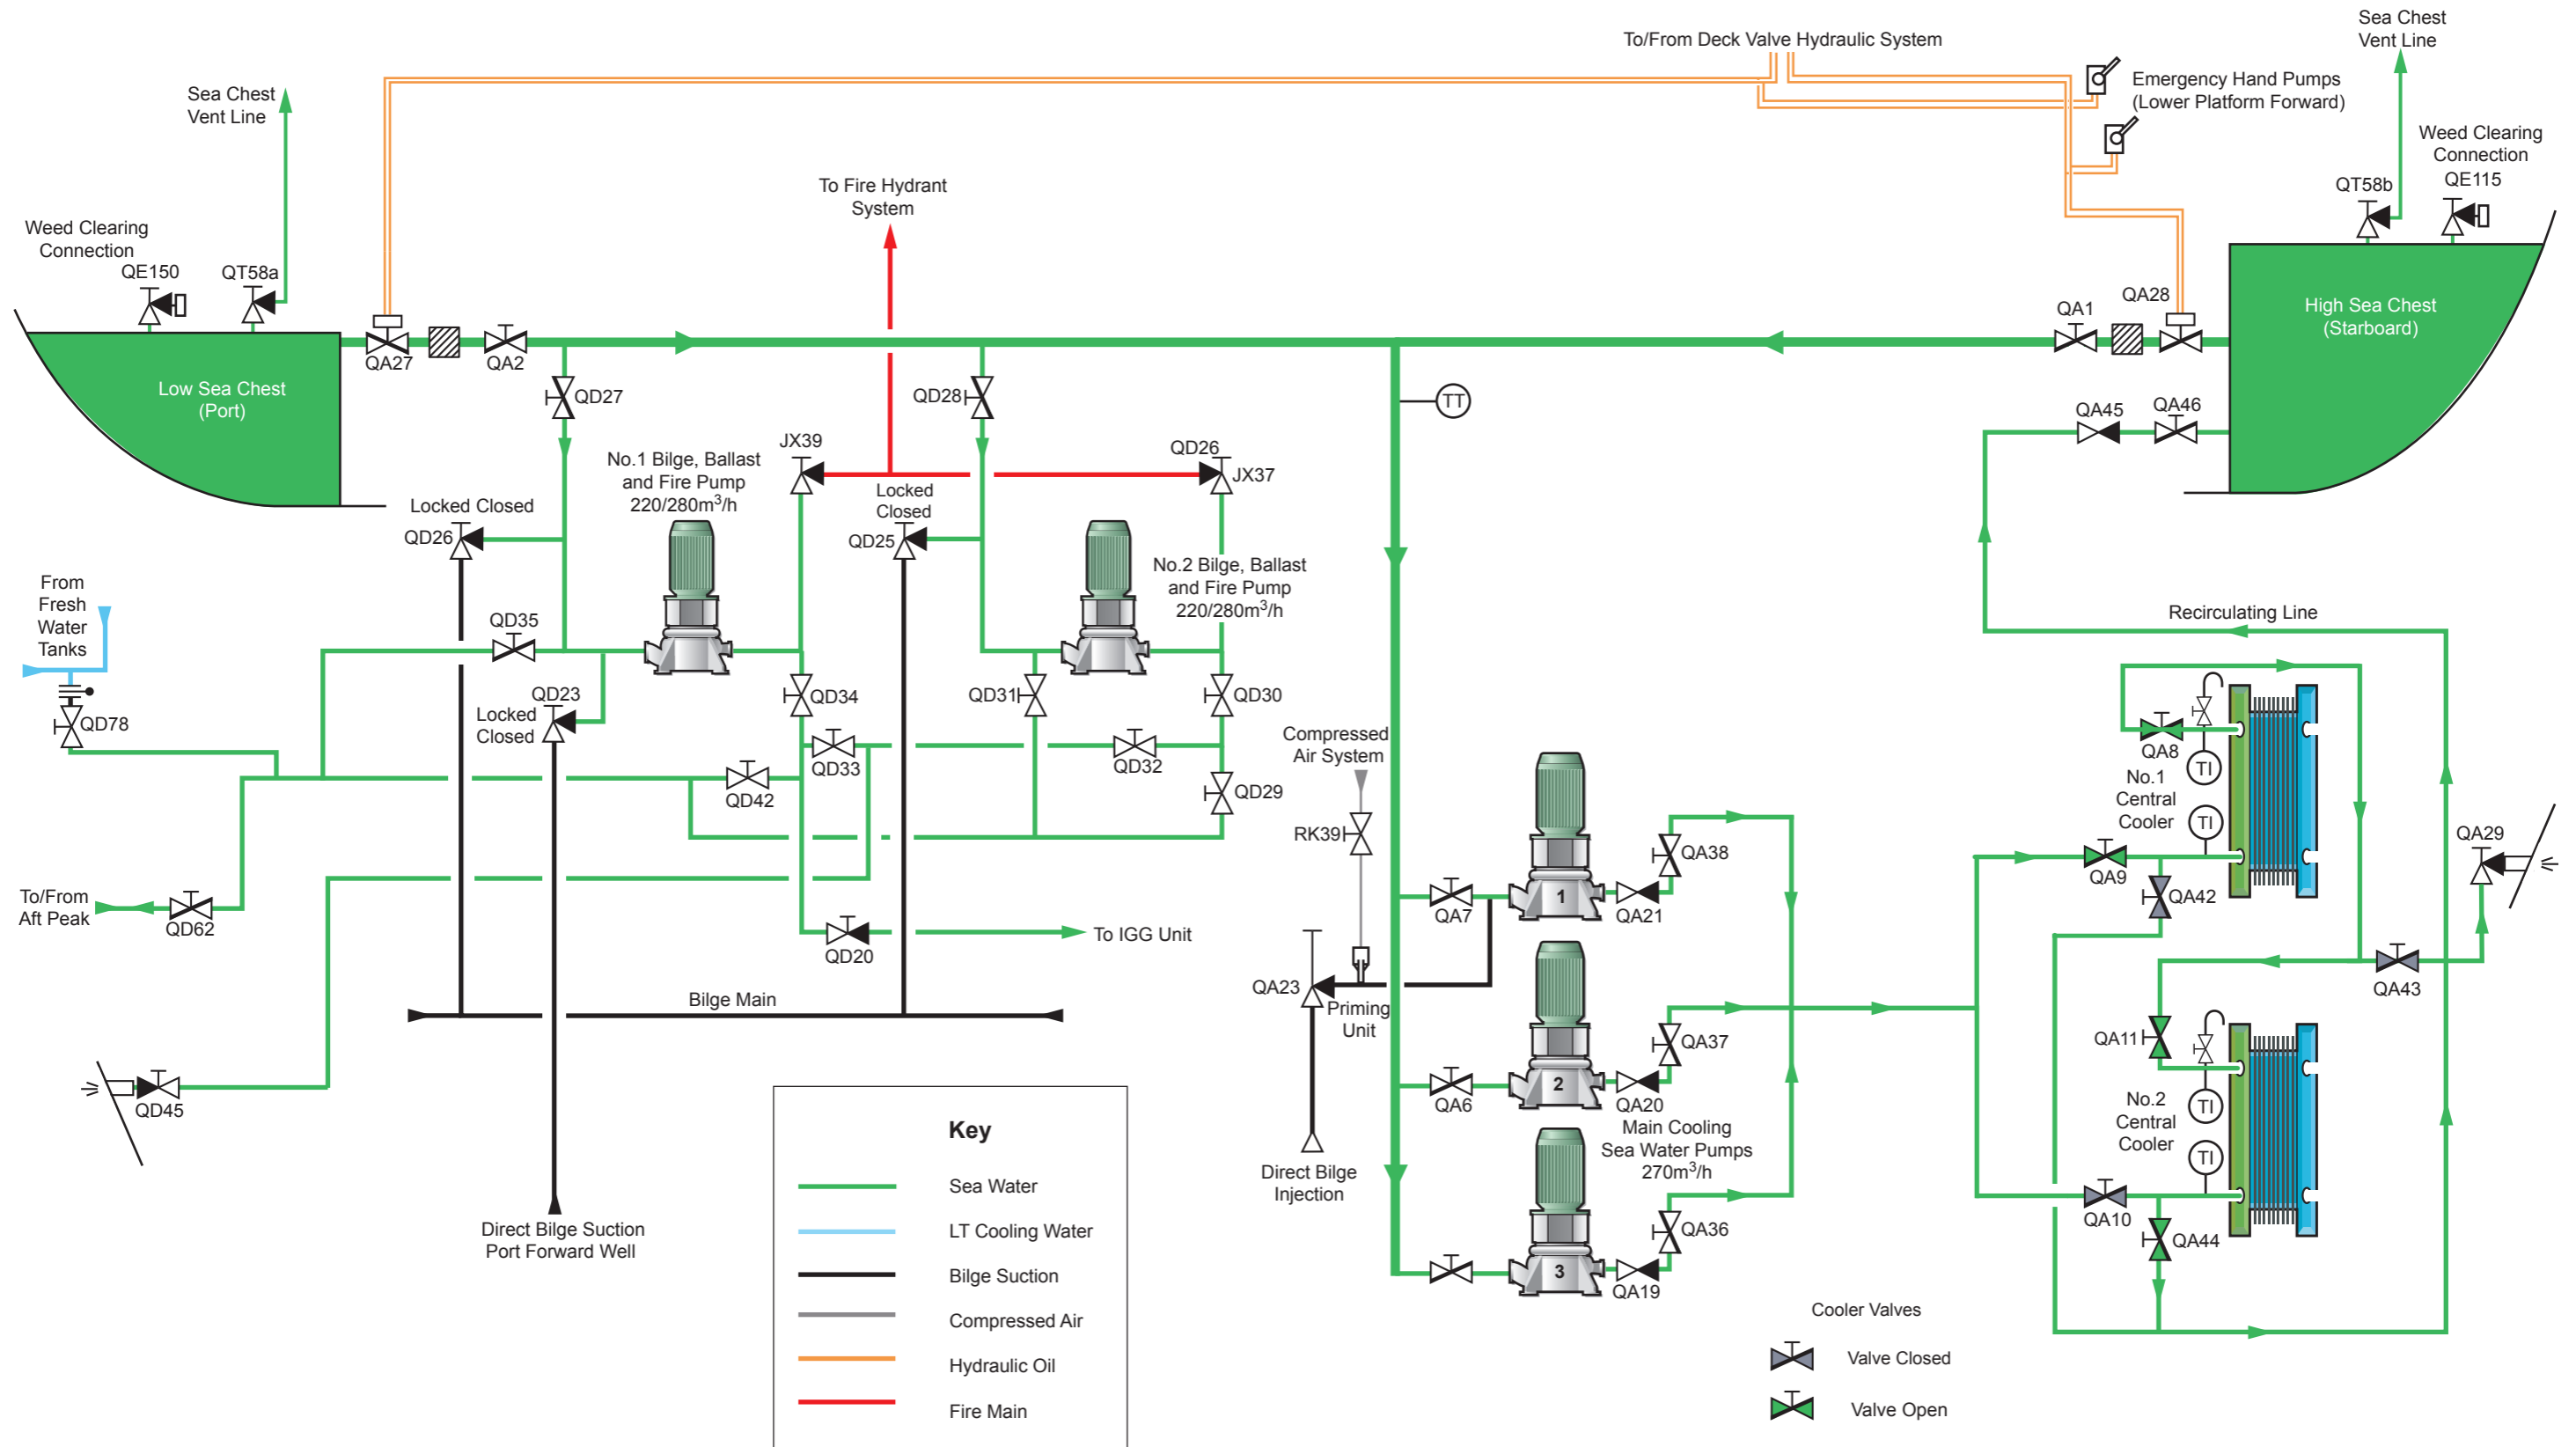 To/From Deck Valve Hydraulic System
Sea Chest
Vent Line
Emergency Hand Pumps
(Lower Platform Forward)
Sea Chest
Vent Line
Weed Clearing
Connection
QE115
QT58b
To Fire Hydrant
System
Weed Clearing
Connection
QE150
QT58a
QA27
QA2
Low Sea Chest
(Port)
QD27
QD28
TT
QA1
QA28
High Sea Chest
(Starboard)
QA45
QA46
JX39
QD26
JX37
No.1 Bilge, Ballast
and Fire Pump
220/280m³/h
Locked Closed
QD26
Locked
Closed
QD25
No.2 Bilge, Ballast
and Fire Pump
220/280m³/h
From
Fresh
Water
Tanks
QD35
QD78
QD23
Locked
Closed
QD34
QD31
QD30
QD33
QD32
QD42
QD29
Recirculating Line
Compressed
Air System
RK39
QA8
TI
No.1
Central
Cooler
TI
QA9
QA42
QA29
QA43
QA38
1
QA7
QA21
To/From
Aft Peak
QD62
QD20
To IGG Unit
Bilge Main
QA23
Priming
Unit
QA37
2
QA6
QA20
QA11
TI
No.2
Central
Cooler
TI
QA10
QA44
QD45
Main Cooling
Sea Water Pumps
270m³/h
Direct Bilge
Injection
QA36
3
QA19
Direct Bilge Suction
Port Forward Well
Key
Sea Water
LT Cooling Water
Bilge Suction
Compressed Air
Hydraulic Oil
Fire Main
Cooler Valves
Valve Closed
Valve Open